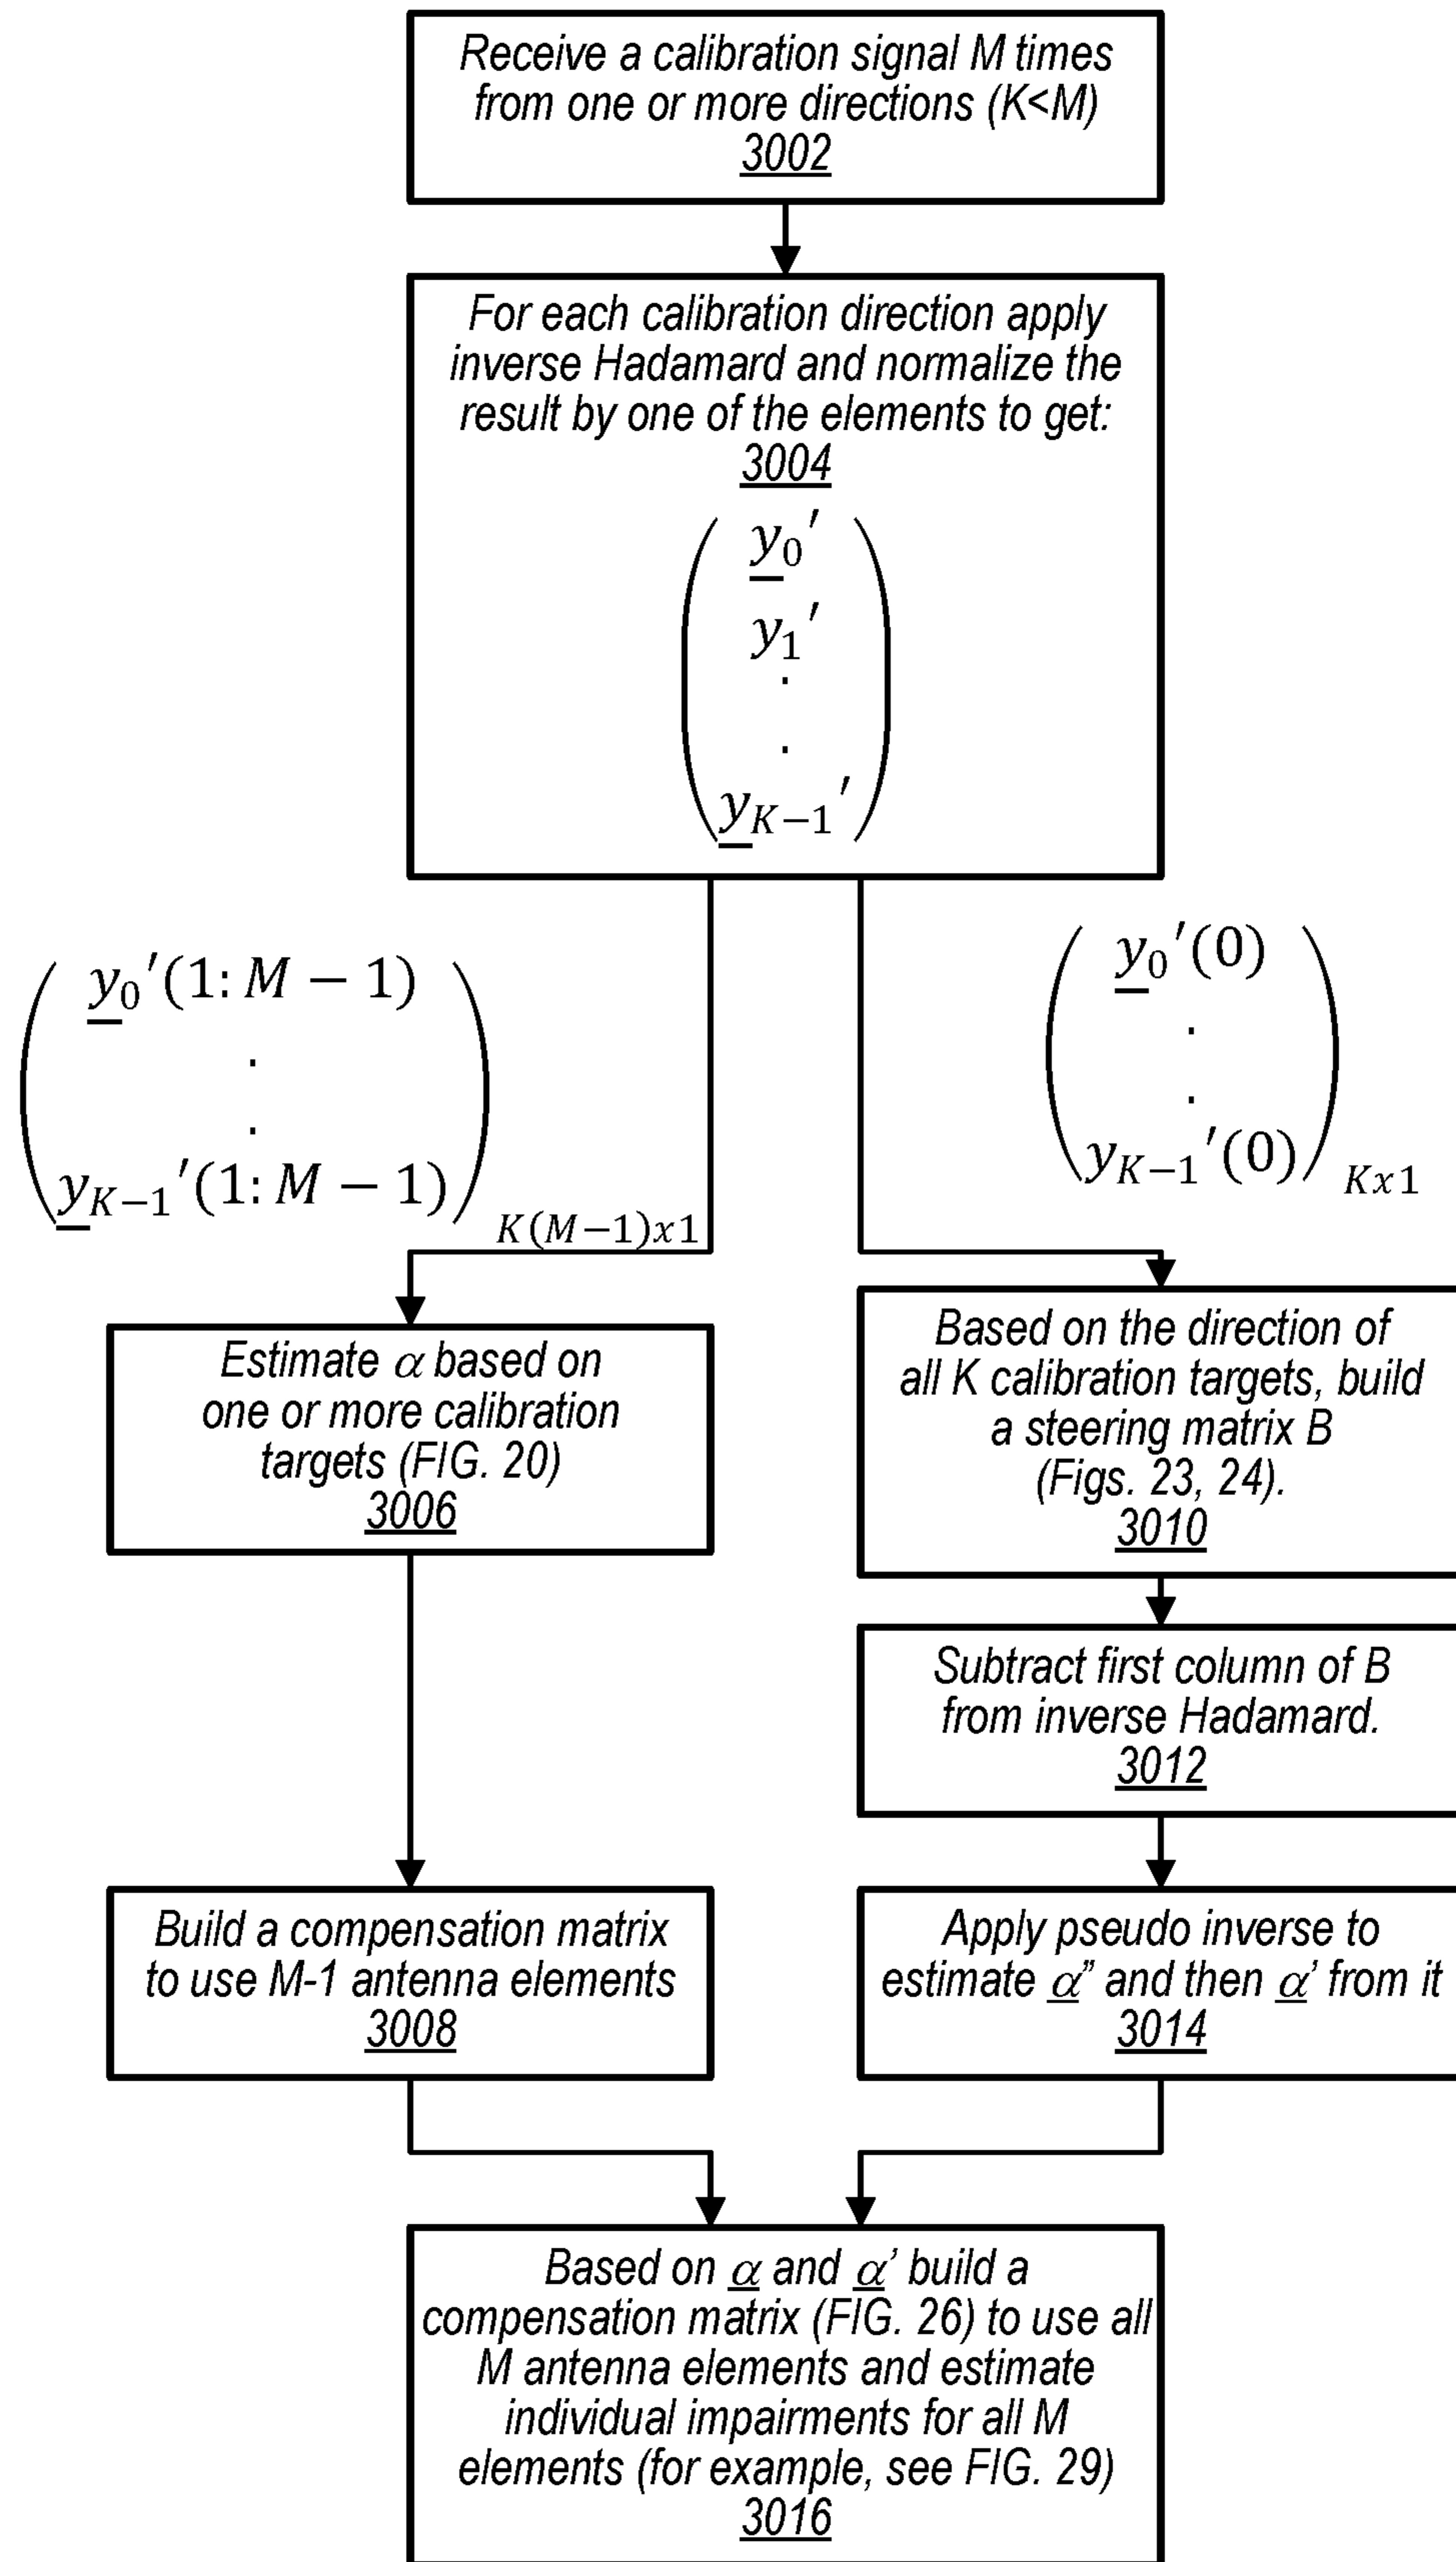 Receive a calibration signal M times
from one or more directions (K<M)
3002
For each calibration direction apply
inverse Hadamard and normalize the
result by one of the elements to get:
3004
y0'
y1'
.
.
yK−1'
y0'(1: M − 1)
.
.
yK−1'(1: M − 1)
K(M−1)x1
y0'(0)
.
.
yK−1'(0)
Kx1
Estimate α based on
one or more calibration
targets (FIG. 20)
3006
Based on the direction of
all K calibration targets, build
a steering matrix B
(Figs. 23, 24).
3010
Subtract first column of B
from inverse Hadamard.
3012
Build a compensation matrix
to use M-1 antenna elements
3008
Apply pseudo inverse to
estimate α” and then α’ from it
3014
Based on α and α’ build a
compensation matrix (FIG. 26) to use all
M antenna elements and estimate
individual impairments for all M
elements (for example, see FIG. 29)
3016